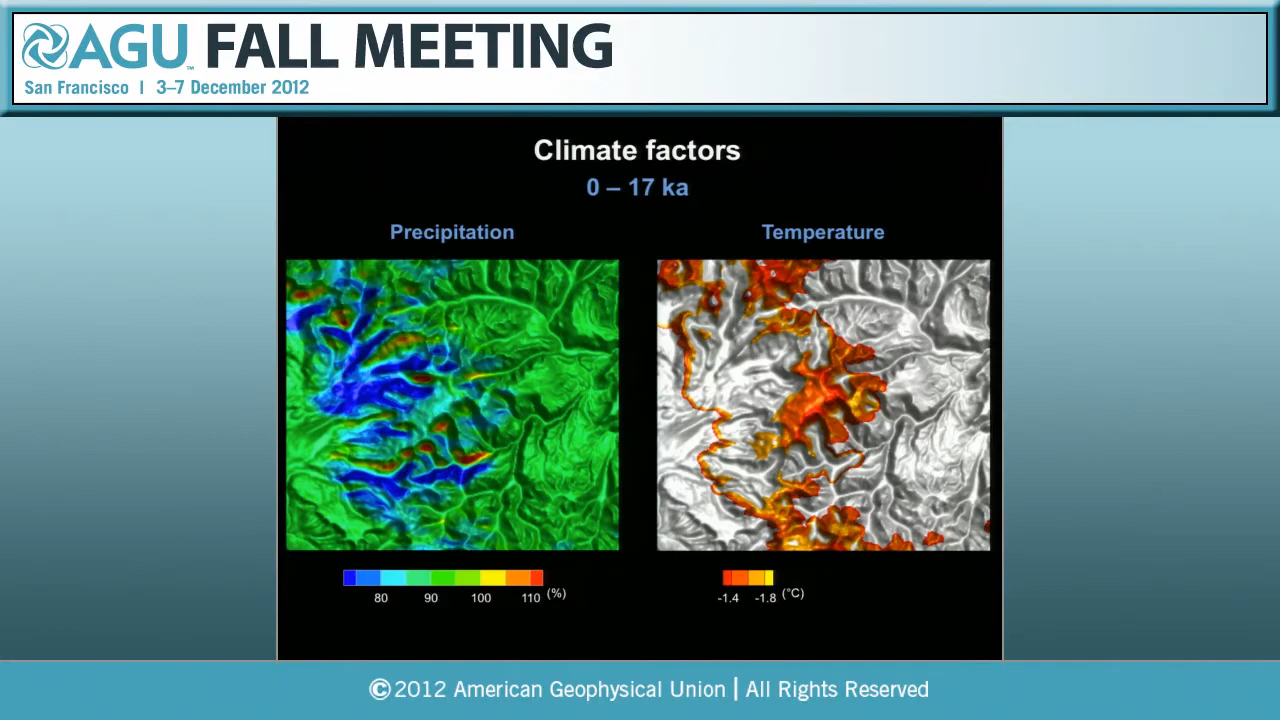 AGU™ FALL MEETING
San Francisco | 3–7 December 2012
Climate factors
0 – 17 ka
Precipitation
Temperature
80 90 100 110 (%)
-1.4 -1.8 (°C)
©2012 American Geophysical Union | All Rights Reserved